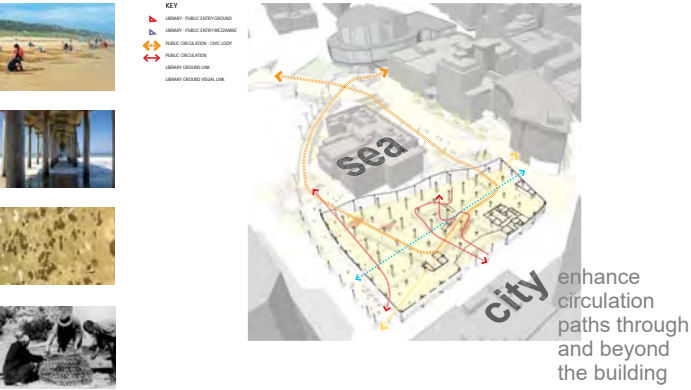 KEY
LIBRARY - PUBLIC ENTRY GROUND
LIBRARY - PUBLIC ENTRY MEZZANINE
PUBLIC CIRCULATION - CIVIC LOOP
PUBLIC CIRCULATION
LIBRARY GROUND LINK
LIBRARY GROUND VISUAL LINK
sea
city
enhance
circulation
paths through
and beyond
the building